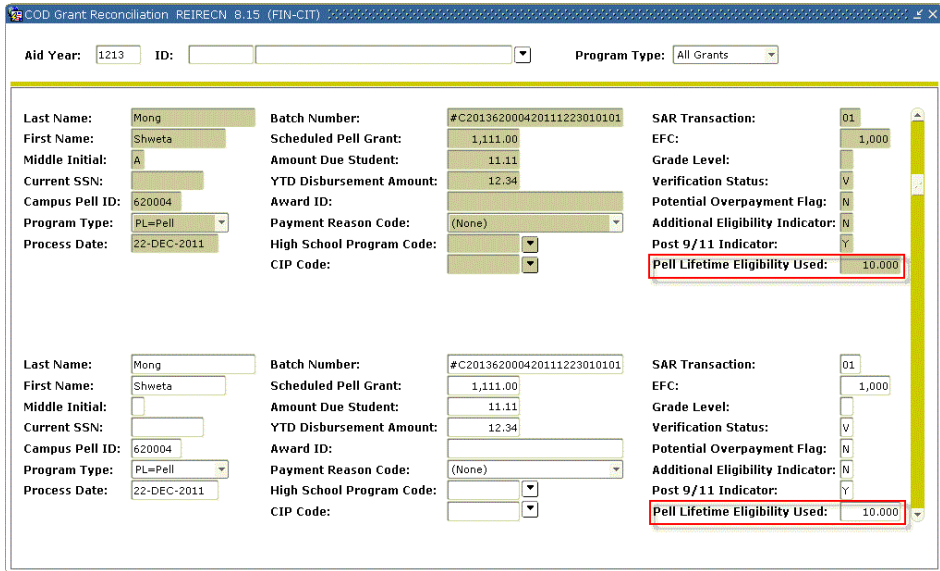 COD Grant Reconciliation REIRECN 8.15 (FIN-CIT)
Aid Year: 1213 ID: Program Type: All Grants
Last Name: Mong Batch Number: #C201362000420111223010101 SAR Transaction: 01
First Name: Shweta Scheduled Pell Grant: 1,111.00 EFC: 1,000
Middle Initial: A Amount Due Student: 11.11 Grade Level:
Current SSN: YTD Disbursement Amount: 12.34 Verification Status: V
Campus Pell ID: 620004 Award ID: Potential Overpayment Flag: N
Program Type: PL=Pell Payment Reason Code: (None) Additional Eligibility Indicator: N
Process Date: 22-DEC-2011 High School Program Code: Post 9/11 Indicator: Y
CIP Code: Pell Lifetime Eligibility Used: 10.000
Last Name: Mong Batch Number: #C201362000420111223010101 SAR Transaction: 01
First Name: Shweta Scheduled Pell Grant: 1,111.00 EFC: 1,000
Middle Initial: Amount Due Student: 11.11 Grade Level:
Current SSN: YTD Disbursement Amount: 12.34 Verification Status: V
Campus Pell ID: 620004 Award ID: Potential Overpayment Flag: N
Program Type: PL=Pell Payment Reason Code: (None) Additional Eligibility Indicator: N
Process Date: 22-DEC-2011 High School Program Code: Post 9/11 Indicator: Y
CIP Code: Pell Lifetime Eligibility Used: 10.000